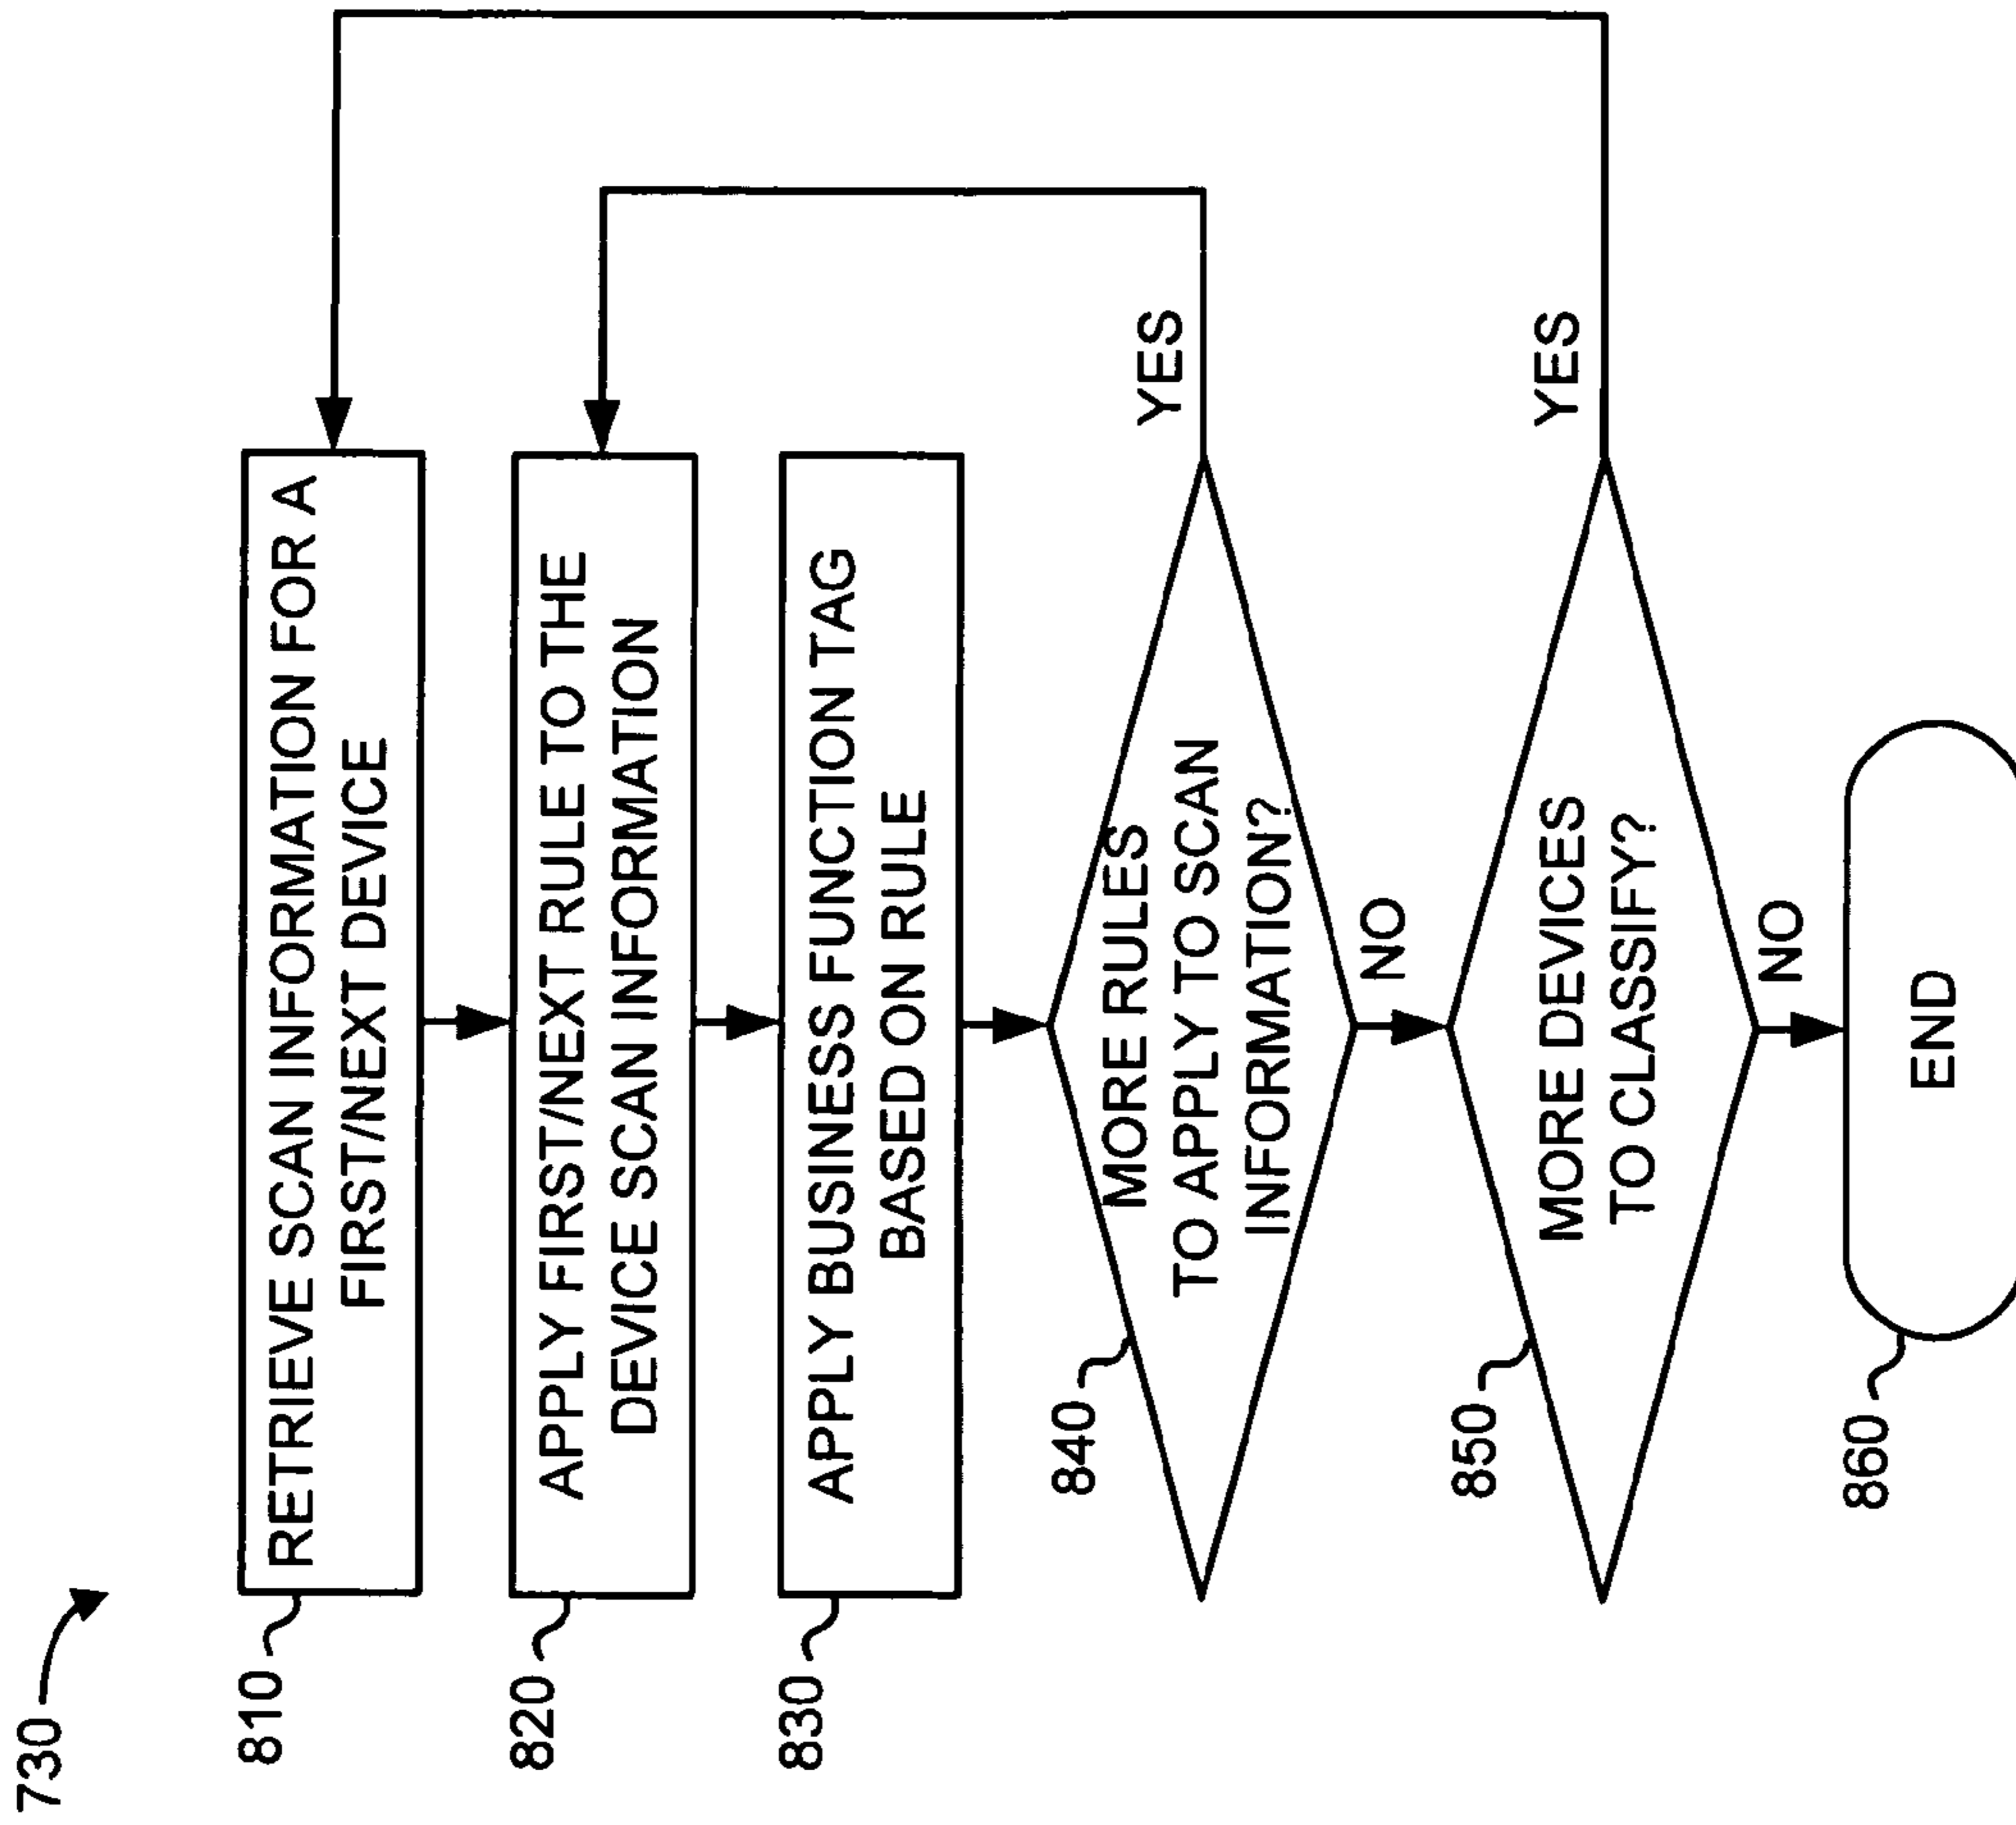 730
810
RETRIEVE SCAN INFORMATION FOR A
FIRST/NEXT DEVICE
820
APPLY FIRST/NEXT RULE TO THE
DEVICE SCAN INFORMATION
830
APPLY BUSINESS FUNCTION TAG
BASED ON RULE
840
MORE RULES
TO APPLY TO SCAN
INFORMATION?
YES
NO
850
MORE DEVICES
TO CLASSIFY?
YES
NO
860
END